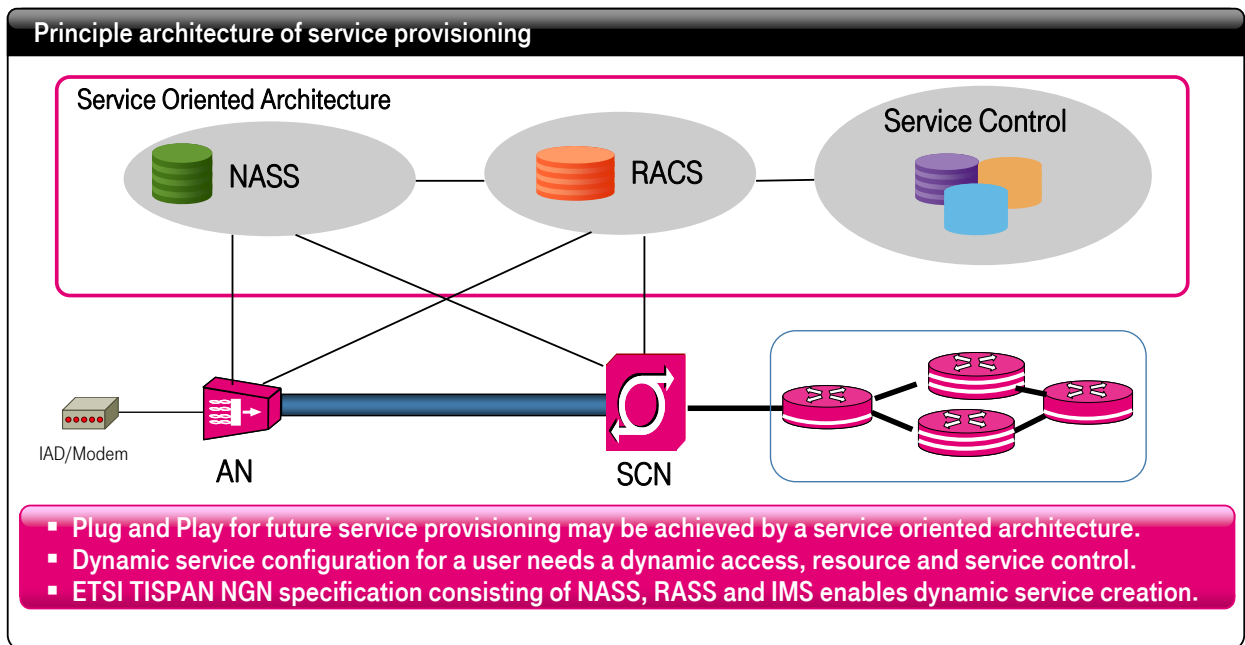 Principle architecture of service provisioning
Service Oriented Architecture
NASS
RACS
Service Control
IAD/Modem
AN
SCN
▪ Plug and Play for future service provisioning may be achieved by a service oriented architecture.
▪ Dynamic service configuration for a user needs a dynamic access, resource and service control.
▪ ETSI TISPAN NGN specification consisting of NASS, RASS and IMS enables dynamic service creation.